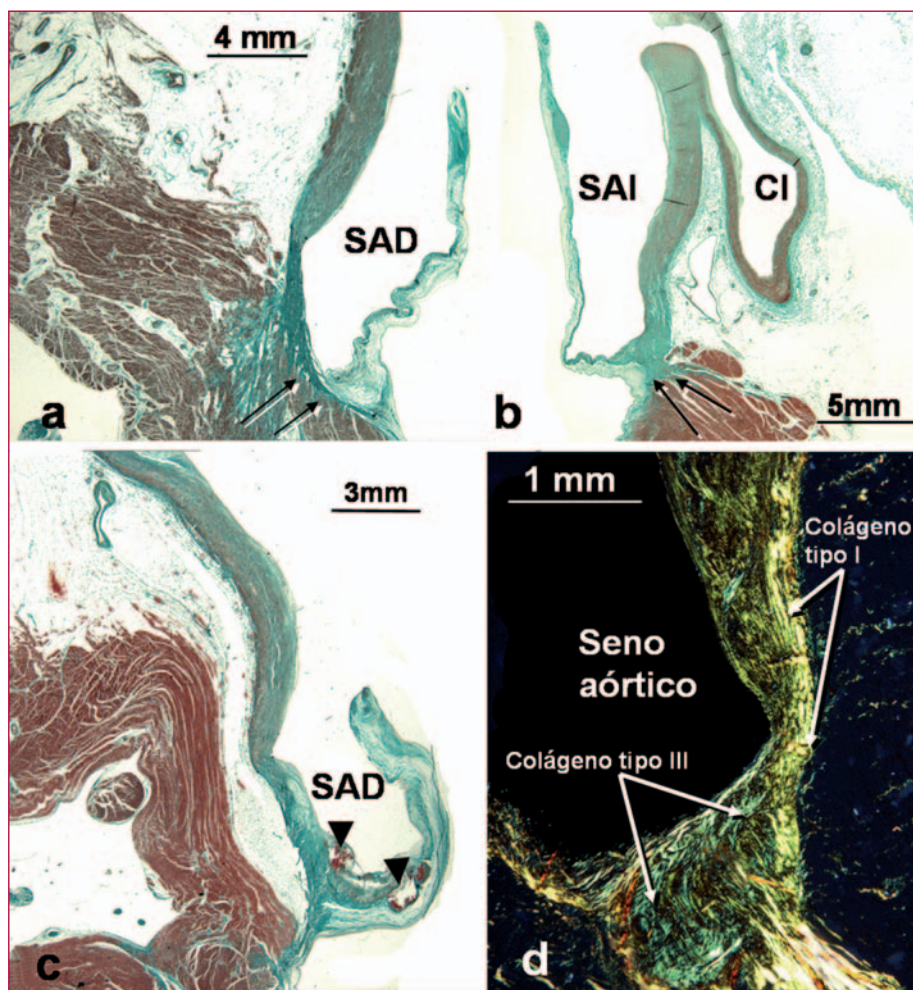 4 mm
SAD
a
SAI
CI
b
5mm
3mm
SAD
c
1 mm
Colágeno
tipo I
Seno
aórtico
Colágeno tipo III
d